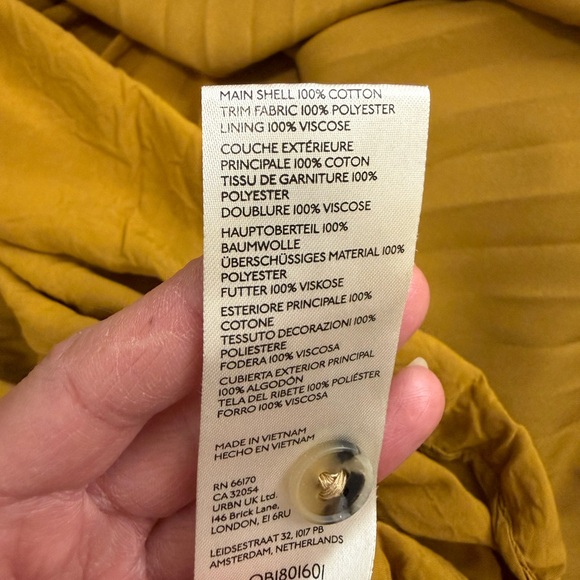 MAIN SHELL 100% COTTON
TRIM FABRIC 100% POLYESTER
LINING 100% VISCOSE
COUCHE EXTÉRIEURE
PRINCIPALE 100% COTON
TISSU DE GARNITURE 100%
POLYESTER
DOUBLURE 100% VISCOSE
HAUPTOBERTEIL 100%
BAUMWOLLE
ÜBERSCHÜSSIGES MATERIAL 100%
POLYESTER
FUTTER 100% VISKOSE
ESTERIORE PRINCIPALE 100%
COTONE
TESSUTO DECORAZIONI 100%
POLIESTERE
FODERA 100% VISCOSA
CUBIERTA EXTERIOR PRINCIPAL
100% ALGODÓN
TELA DEL RIBETE 100% POLIÉSTER
FORRO 100% VISCOSA
MADE IN VIETNAM
HECHO EN VIETNAM
RN 66170
CA 32054
URBN UK Ltd.
146 Brick Lane,
LONDON, E1 6RU
LEIDSESTRAAT 32, 1017 PB
AMSTERDAM, NETHERLANDS
OB1801601